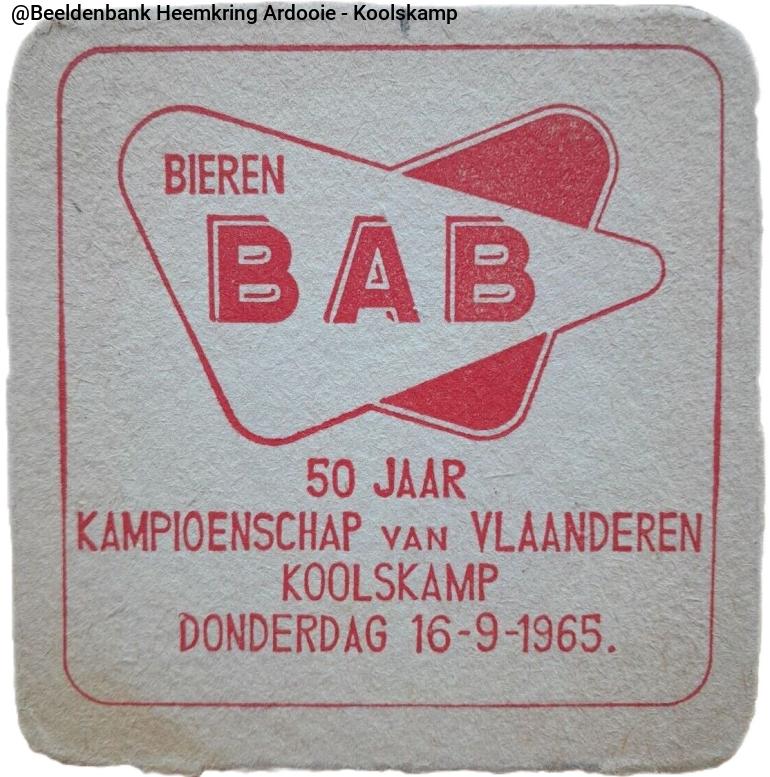 @Beeldenbank Heemkring Ardooie - Koolskamp
BIEREN
BAB
50 JAAR
KAMPIOENSCHAP VAN VLAANDEREN
KOOLSKAMP
DONDERDAG 16-9-1965.